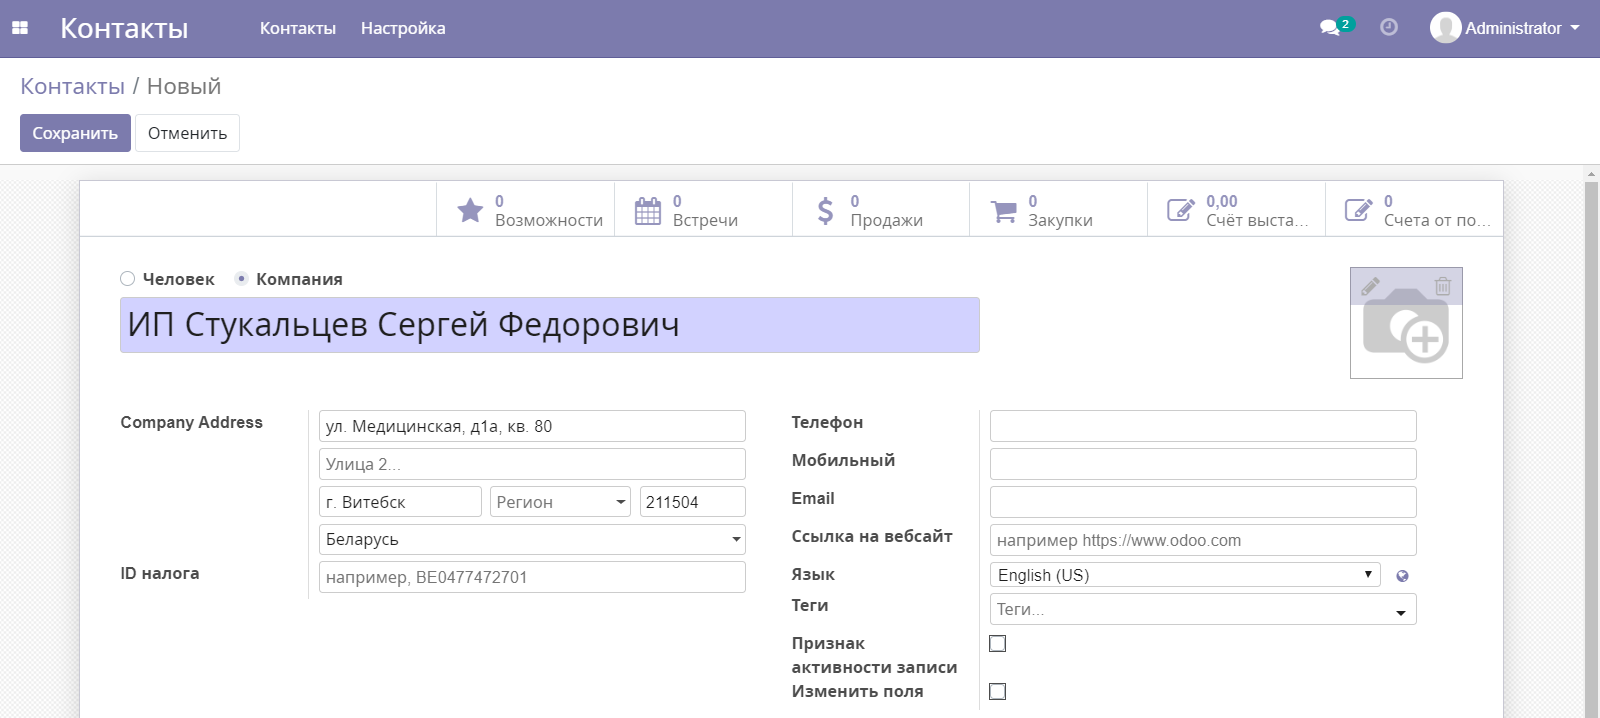 Контакты Контакты Настройка 2 Administrator
Контакты / Новый
Сохранить Отменить
0 Возможности
0 Встречи
0 Продажи
0 Закупки
0,00 Счёт выста...
0 Счета от по...
Человек Компания
ИП Стукальцев Сергей Федорович
Company Address
ул. Медицинская, д1а, кв. 80
Улица 2...
г. Витебск Регион 211504
Беларусь
ID налога например, BE0477472701
Телефон
Мобильный
Email
Ссылка на вебсайт например https://www.odoo.com
Язык English (US)
Теги Теги...
Признак
активности записи
Изменить поля